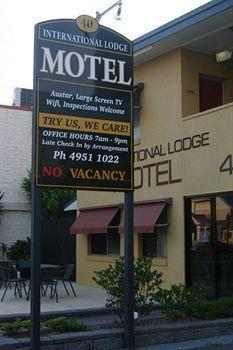 40
INTERNATIONAL LODGE
MOTEL
Austar, Large Screen TV
Wifi, Inspections Welcome
TRY US, WE CARE!
OFFICE HOURS 7am - 9pm
Late Check In by Arrangement
Ph 4951 1022
NO VACANCY
TIONAL LODGE
OTEL 4